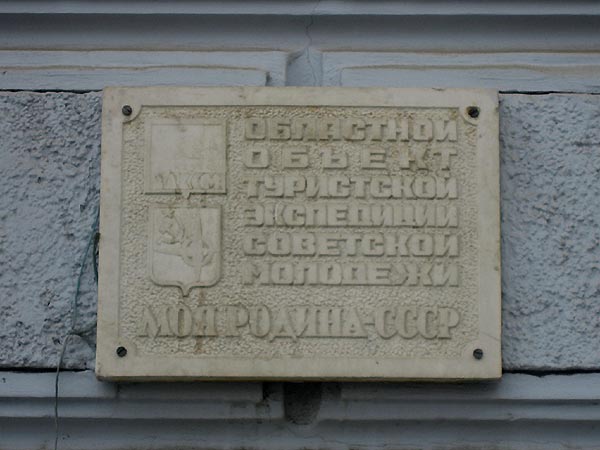 ОБЛАСТНОЙ
ОБЪЕКТ
ТУРИСТСКОЙ
ЭКСПЕДИЦИИ
СОВЕТСКОЙ
МОЛОДЕЖИ
МОЯ РОДИНА-СССР